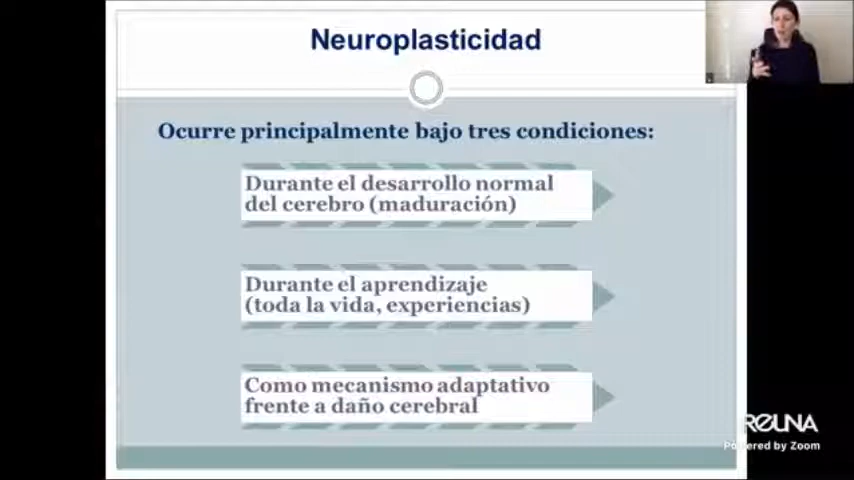 Neuroplasticidad
Ocurre principalmente bajo tres condiciones:
Durante el desarrollo normal
del cerebro (maduración)
Durante el aprendizaje
(toda la vida, experiencias)
Como mecanismo adaptativo
frente a daño cerebral
REUNA
Powered by Zoom